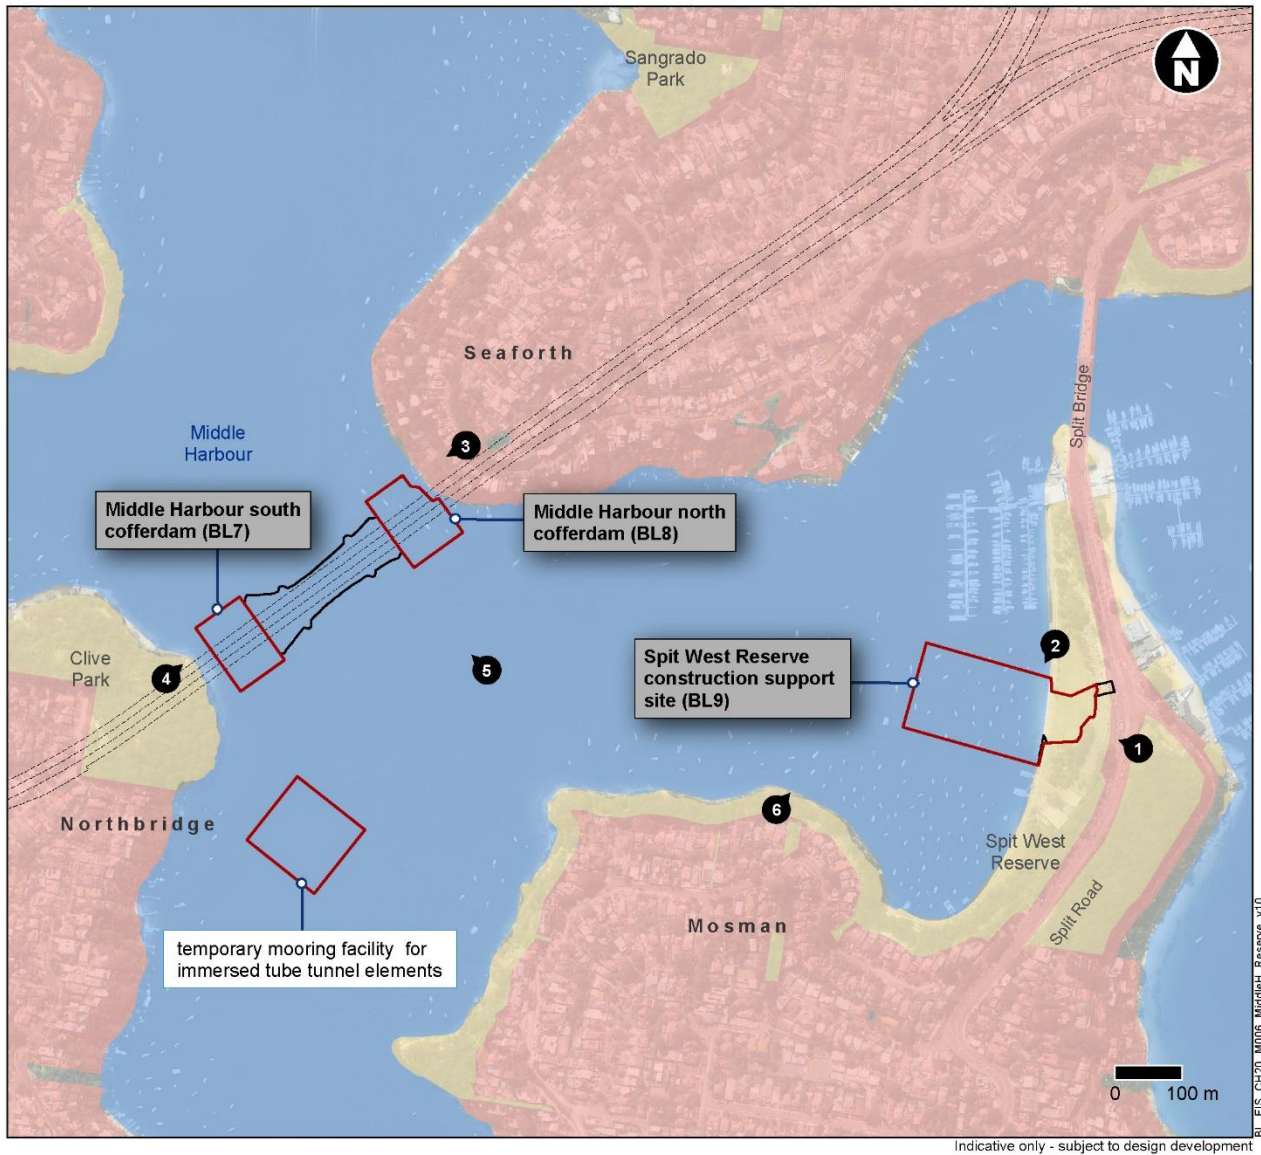 Sangrado
Park
N
Seaforth
Split Bridge
Middle
Harbour
3
Middle Harbour south
cofferdam (BL7)
Middle Harbour north
cofferdam (BL8)
Clive
Park
4
5
Spit West Reserve
construction support
site (BL9)
2
1
6
Northbridge
Spit West
Reserve
Split Road
Mosman
temporary mooring facility for
immersed tube tunnel elements
0 100 m
BL_EIS_CH20_M006_MiddleH_Reserve_v10
Indicative only - subject to design development